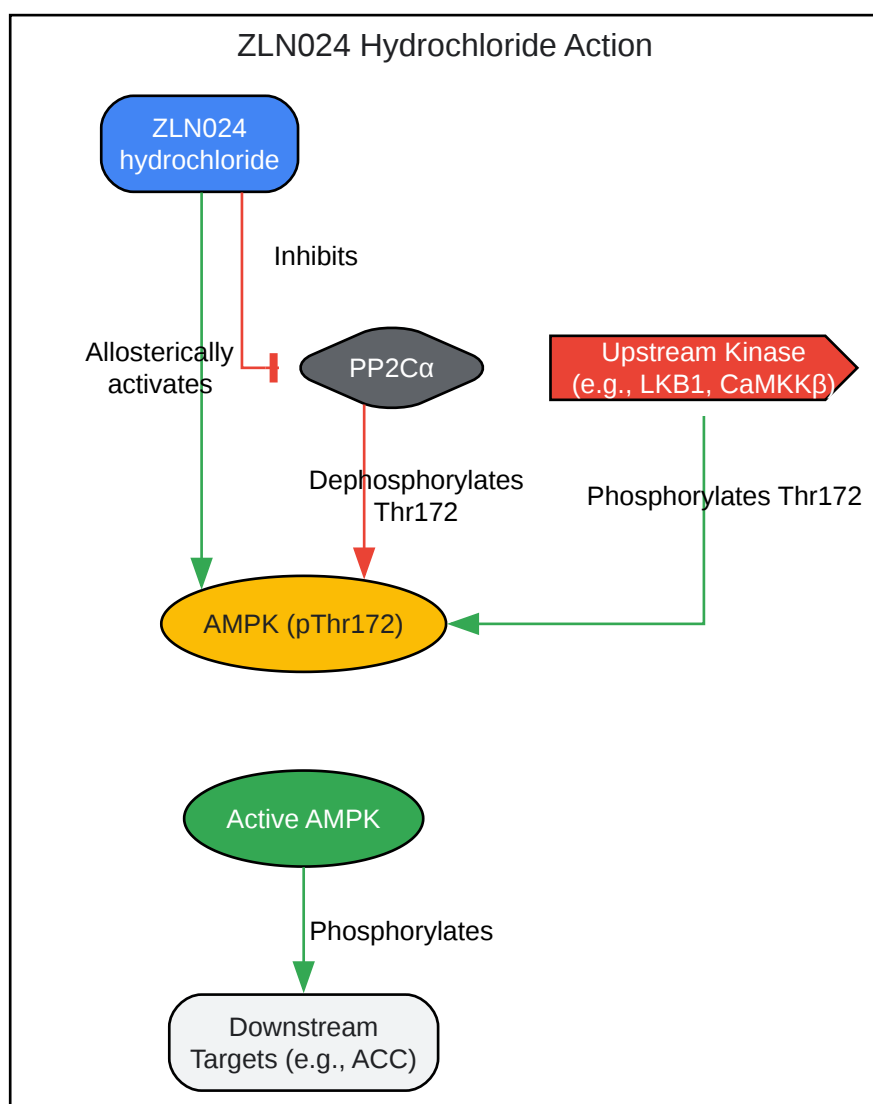 ZLN024 Hydrochloride Action
ZLN024
hydrochloride
Inhibits
Allosterically
activates
PP2Cα
Upstream Kinase
(e.g., LKB1, CaMKKβ)
Dephosphorylates
Thr172
Phosphorylates Thr172
AMPK (pThr172)
Active AMPK
Phosphorylates
Downstream
Targets (e.g., ACC)